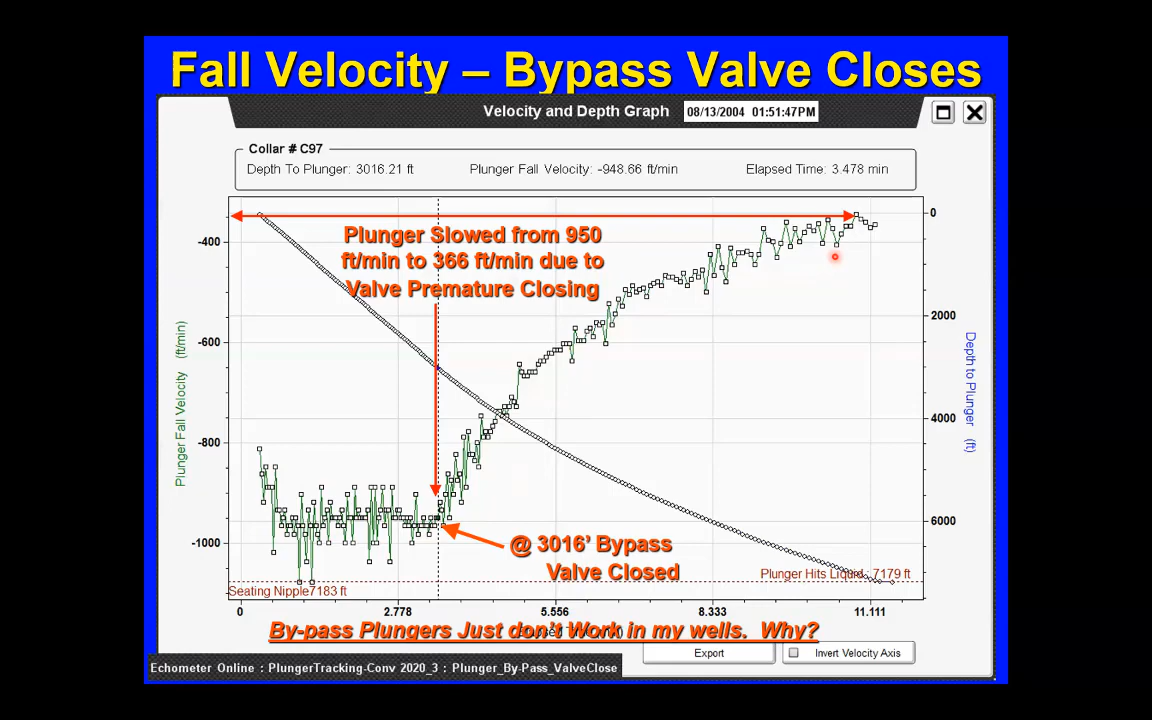 Fall Velocity – Bypass Valve Closes
Velocity and Depth Graph 08/13/2004 01:51:47PM
Collar # C97
Depth To Plunger: 3016.21 ft Plunger Fall Velocity: -948.66 ft/min Elapsed Time: 3.478 min
Plunger Slowed from 950
ft/min to 366 ft/min due to
Valve Premature Closing
-400
-600
-800
-1000
Plunger Fall Velocity (ft/min)
0
2000
4000
6000
Depth to Plunger (ft)
@ 3016’ Bypass
Valve Closed
Plunger Hits Liquid: 7179 ft
Seating Nipple7183 ft
0 2.778 5.556 8.333 11.111
By-pass Plungers Just don't Work in my wells. Why?
Export Invert Velocity Axis
Echometer Online : PlungerTracking-Conv 2020_3 : Plunger_By-Pass_ValveClose